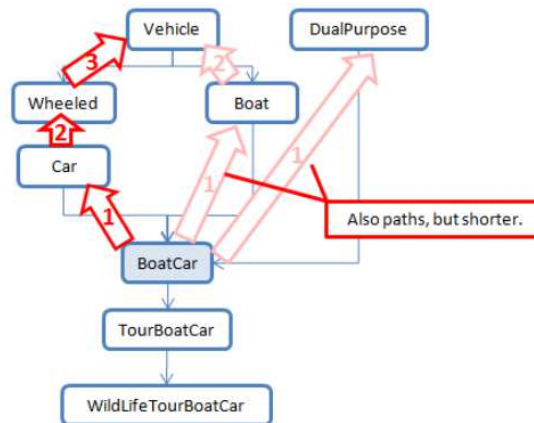 Vehicle
DualPurpose
3
2
Wheeled
Boat
2
1
Car
1
1
Also paths, but shorter.
BoatCar
TourBoatCar
WildLifeTourBoatCar